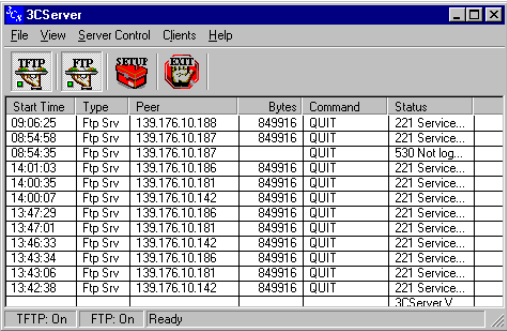 3CServer
File View Server Control Clients Help
TFTP FTP SETUP EXIT
Start Time Type Peer Bytes Command Status
09:06:25 Ftp Srv 139.176.10.188 849916 QUIT 221 Service...
08:54:58 Ftp Srv 139.176.10.187 849916 QUIT 221 Service...
08:54:35 Ftp Srv 139.176.10.187 QUIT 530 Not log...
14:01:03 Ftp Srv 139.176.10.186 849916 QUIT 221 Service...
14:00:35 Ftp Srv 139.176.10.181 849916 QUIT 221 Service...
14:00:07 Ftp Srv 139.176.10.142 849916 QUIT 221 Service...
13:47:29 Ftp Srv 139.176.10.186 849916 QUIT 221 Service...
13:47:01 Ftp Srv 139.176.10.181 849916 QUIT 221 Service...
13:46:33 Ftp Srv 139.176.10.142 849916 QUIT 221 Service...
13:43:34 Ftp Srv 139.176.10.186 849916 QUIT 221 Service...
13:43:06 Ftp Srv 139.176.10.181 849916 QUIT 221 Service...
13:42:38 Ftp Srv 139.176.10.142 849916 QUIT 221 Service...
3CServer V
TFTP: On FTP: On Ready